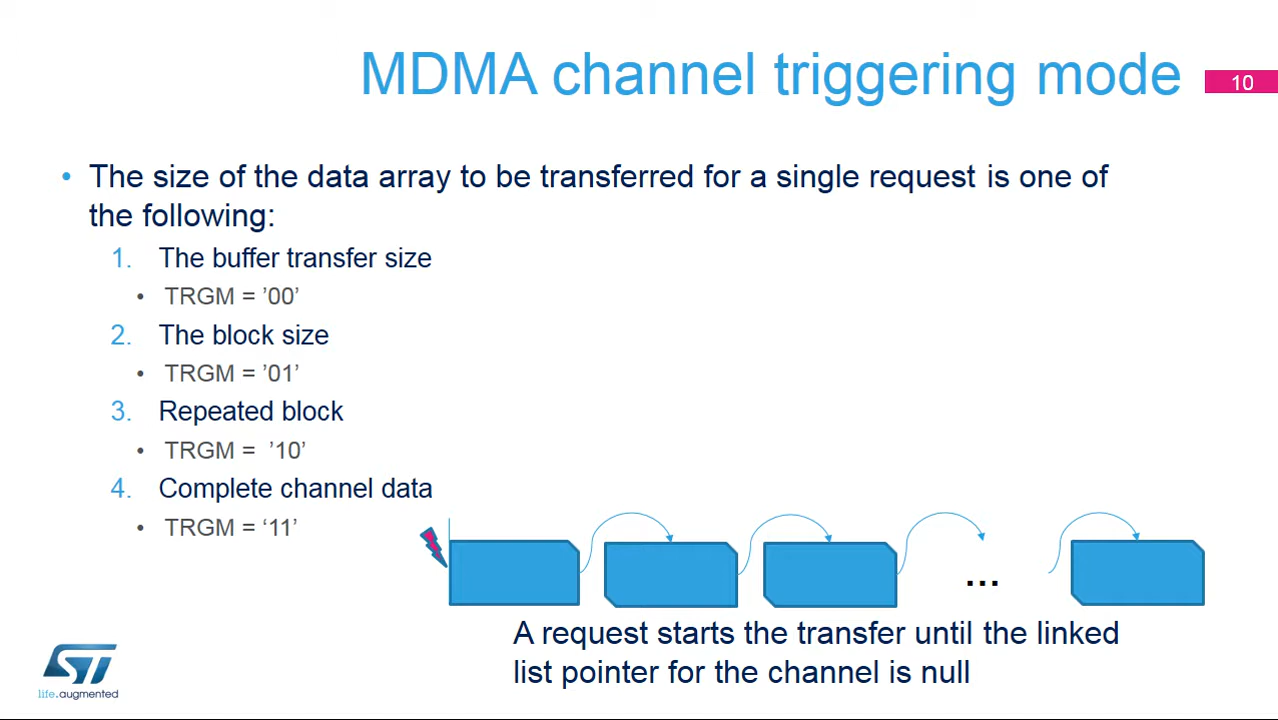 MDMA channel triggering mode
10
• The size of the data array to be transferred for a single request is one of
the following:
1. The buffer transfer size
• TRGM = ’00’
2. The block size
• TRGM = ’01’
3. Repeated block
• TRGM = ’10’
4. Complete channel data
• TRGM = ‘11’
...
A request starts the transfer until the linked
list pointer for the channel is null
ST
life.augmented